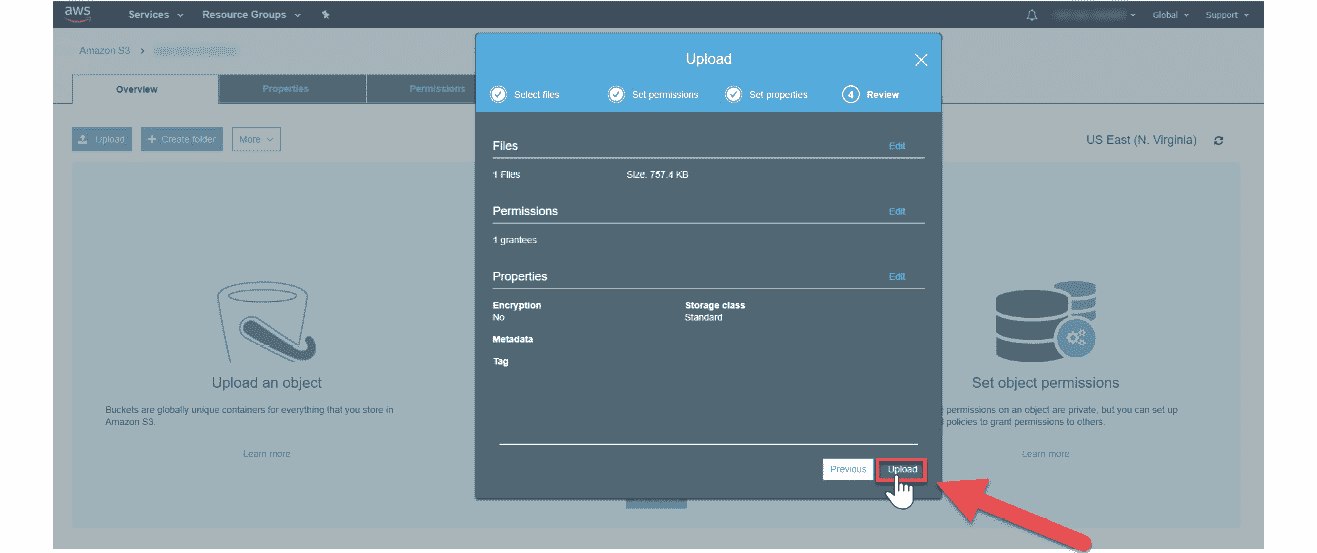 aws
Services
Resource Groups
Global
Support
Amazon S3 >
Overview
Properties
Permissions
Upload
Create folder
More
US East (N. Virginia)
Upload
Select files
Set permissions
Set properties
4 Review
Files
Edit
1 Files
Size: 757.4 KB
Permissions
Edit
1 grantees
Properties
Edit
Encryption
Storage class
No
Standard
Metadata
Tag
Previous
Upload
Upload an object
Buckets are globally unique containers for everything that you store in
Amazon S3.
Learn more
Set object permissions
permissions on an object are private, but you can set up
policies to grant permissions to others.
Learn more